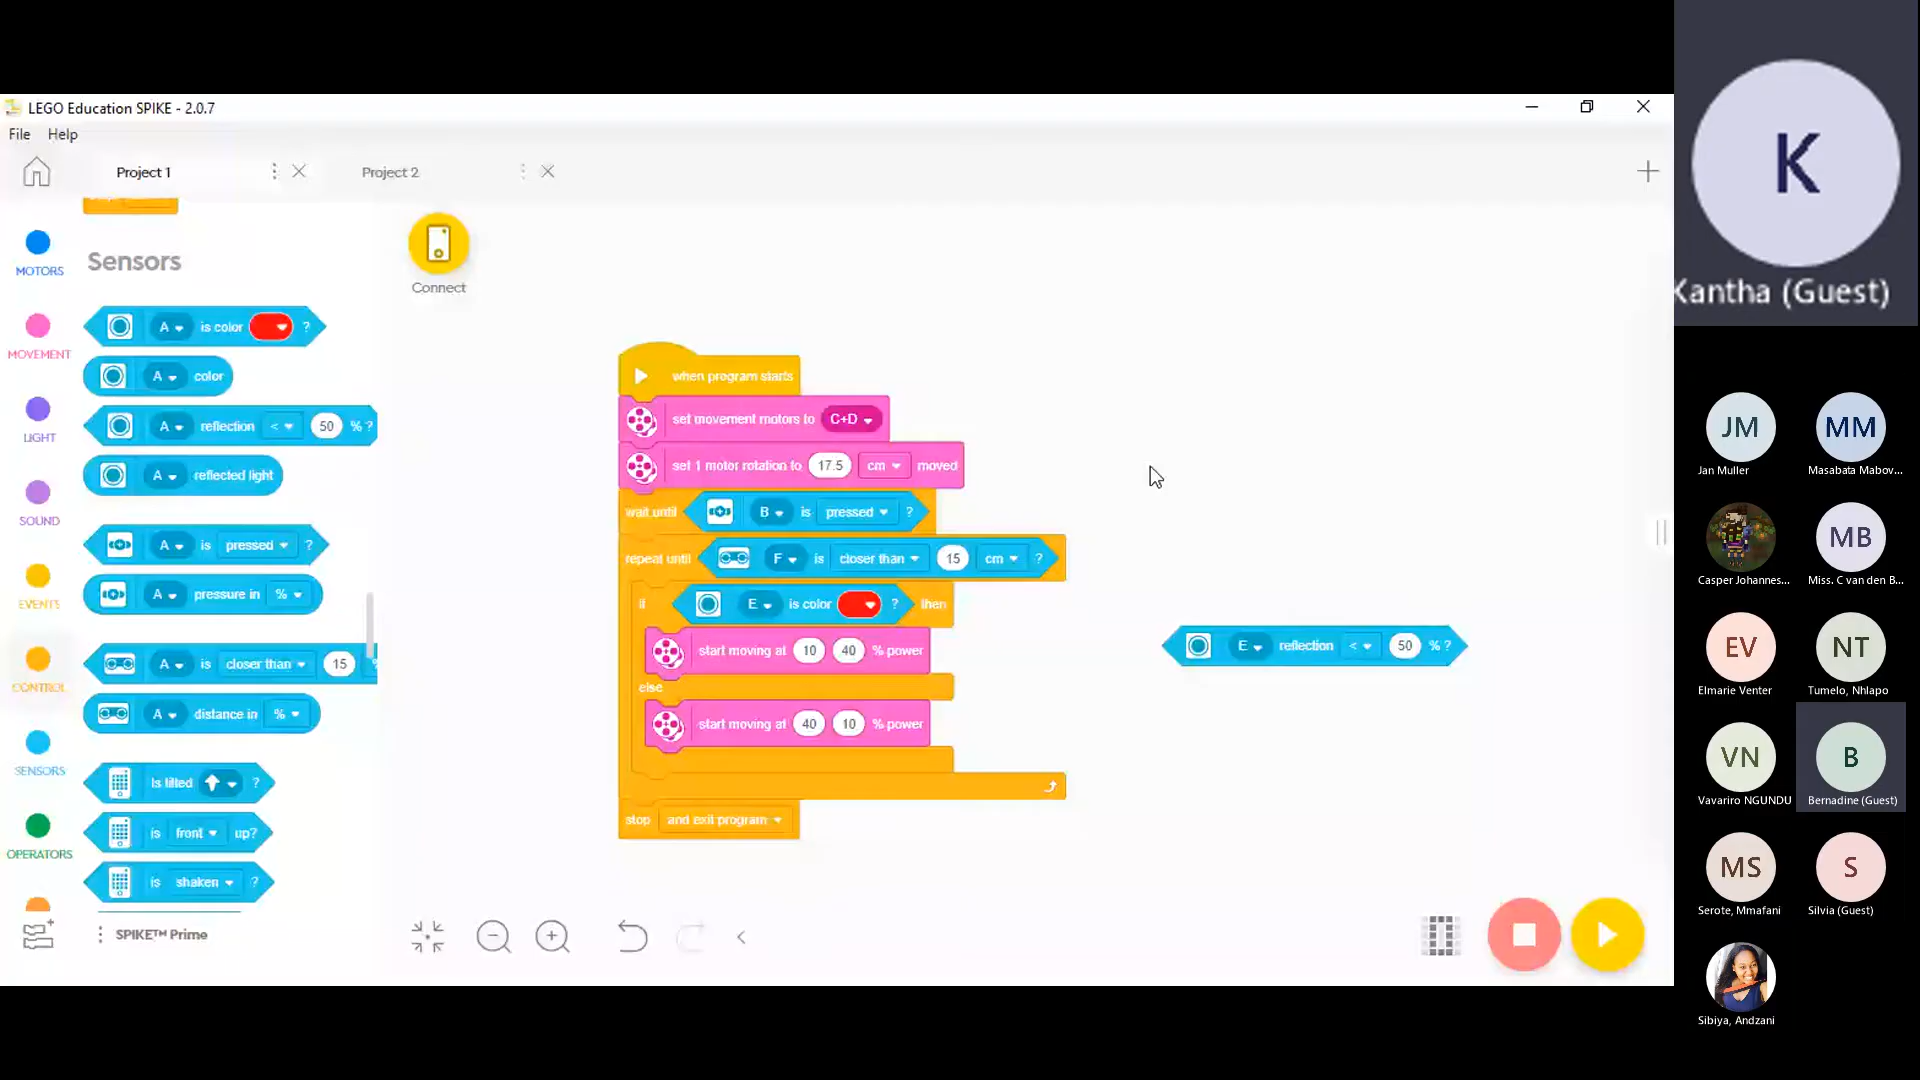 LEGO Education SPIKE - 2.0.7
File Help
Project 1
Project 2
Connect
MOTORS
MOVEMENT
LIGHT
SOUND
EVENTS
CONTROL
SENSORS
OPERATORS
Sensors
A is color ?
A color
A reflection < 50 % ?
A reflected light
A is pressed ?
A pressure in %
A is closer than 15
A distance in %
is tilted ?
is front up?
is shaken ?
SPIKE™ Prime
when program starts
set movement motors to C+D
set 1 motor rotation to 17.5 cm moved
wait until B is pressed ?
repeat until F is closer than 15 cm ?
if E is color ? then
start moving at 10 40 % power
else
start moving at 40 10 % power
stop and exit program
E reflection < 50 % ?
K
Kantha (Guest)
JM
Jan Muller
MM
Masabata Mabov...
Casper Johannes...
MB
Miss. C van den B...
EV
Elmarie Venter
NT
Tumelo, Nhlapo
VN
Vavariro NGUNDU
B
Bernadine (Guest)
MS
Serote, Mmafani
S
Silvia (Guest)
Sibiya, Andzani